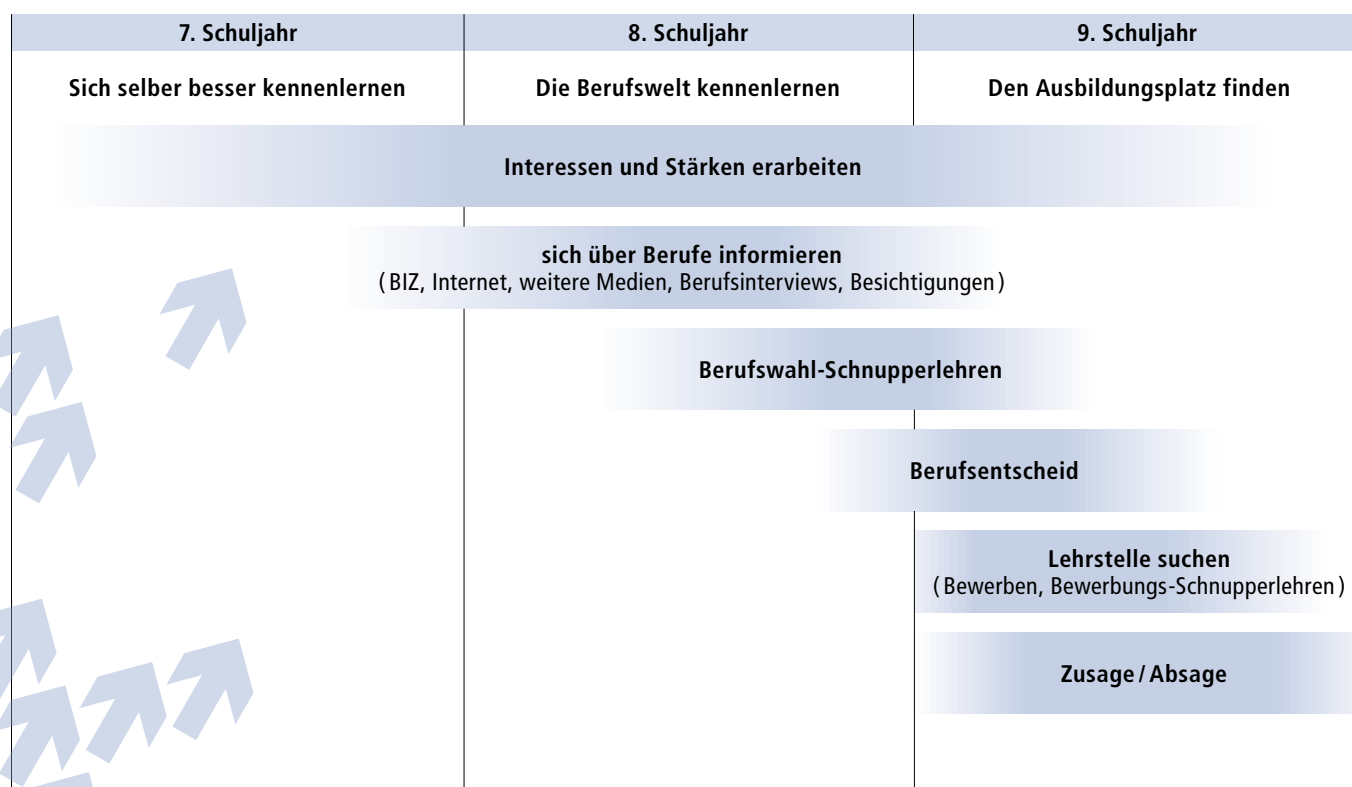 7. Schuljahr
8. Schuljahr
9. Schuljahr
Sich selber besser kennenlernen
Die Berufswelt kennenlernen
Den Ausbildungsplatz finden
Interessen und Stärken erarbeiten
sich über Berufe informieren
(BIZ, Internet, weitere Medien, Berufsinterviews, Besichtigungen)
Berufswahl-Schnupperlehren
Berufsentscheid
Lehrstelle suchen
(Bewerben, Bewerbungs-Schnupperlehren)
Zusage/Absage